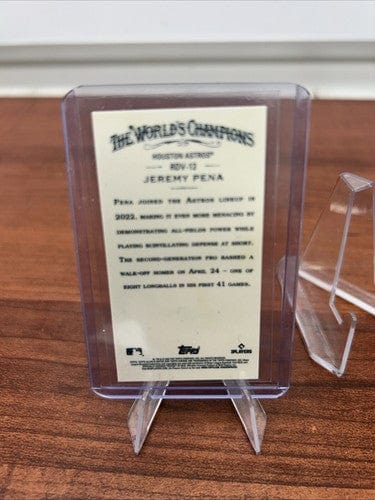 The World's Champions
HOUSTON ASTROS®
RDV-13
JEREMY PENA
PENA JOINED THE ASTROS LINEUP IN
2022, MAKING IT EVEN MORE MENACING BY
DEMONSTRATING ALL-FIELDS POWER WHILE
PLAYING SCINTILLATING DEFENSE AT SHORT.
THE SECOND-GENERATION PRO BASHED A
WALK-OFF HOMER ON APRIL 24 – ONE OF
EIGHT LONGBALLS IN HIS FIRST 41 GAMES.
Topps
PLAYERS